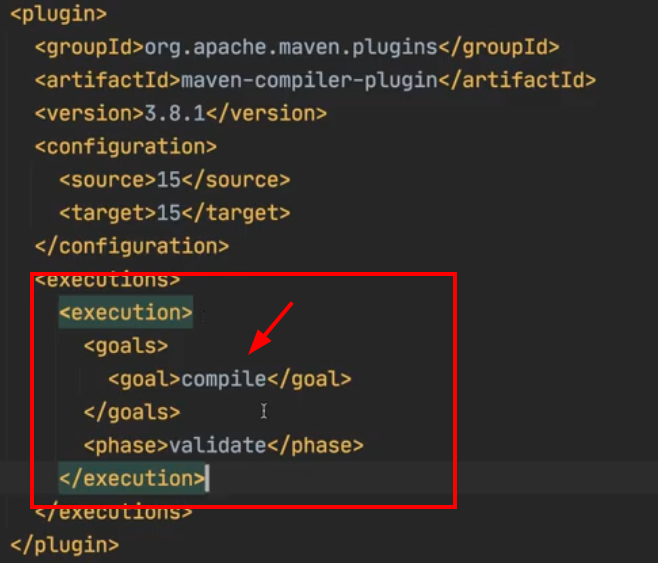 <plugin>
<groupId>org.apache.maven.plugins</groupId>
<artifactId>maven-compiler-plugin</artifactId>
<version>3.8.1</version>
<configuration>
<source>15</source>
<target>15</target>
</configuration>
<executions>
<execution>
<goals>
<goal>compile</goal>
</goals>
<phase>validate</phase>
</execution>
</executions>
</plugin>